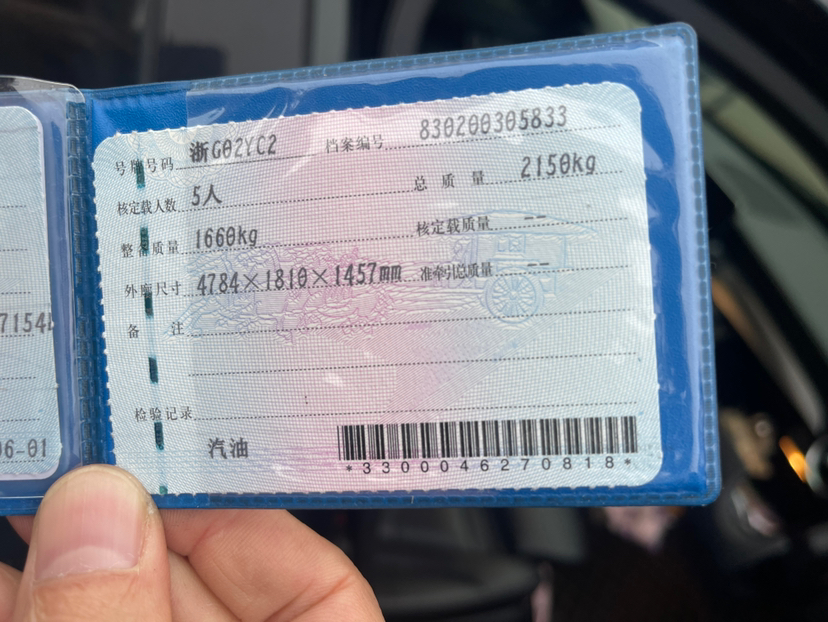 号牌号码 浙G02YC2 档案编号 830200305833
核定载人数 5人 总质量 2150kg
整备质量 1660kg 核定载质量 --
外廓尺寸 4784×1810×1457mm 准牵引总质量 --
备注
检验记录
汽油
*3300046270818*
7154
06-01